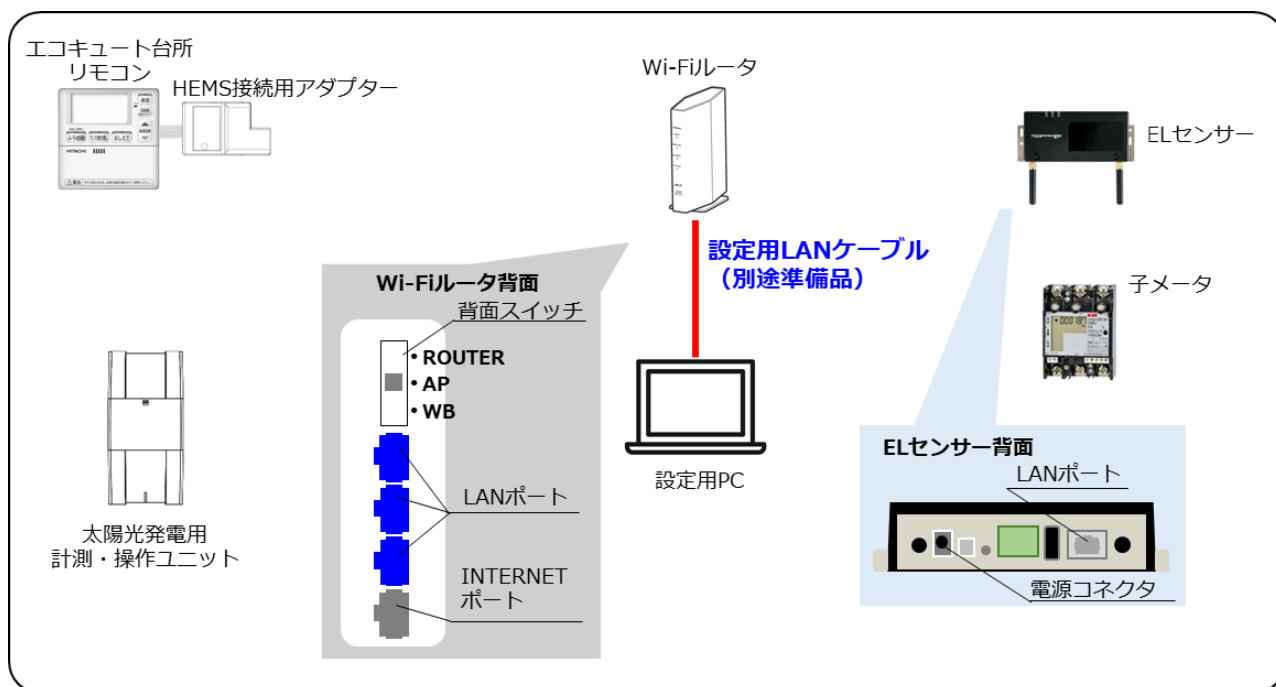 エコキュート台所
リモコン
HEMS接続用アダプター
HITACHI
Wi-Fiルータ
ELセンサー
設定用LANケーブル
（別途準備品）
子メータ
Wi-Fiルータ背面
背面スイッチ
・ROUTER
・AP
・WB
LANポート
INTERNET
ポート
設定用PC
太陽光発電用
計測・操作ユニット
ELセンサー背面
LANポート
電源コネクタ